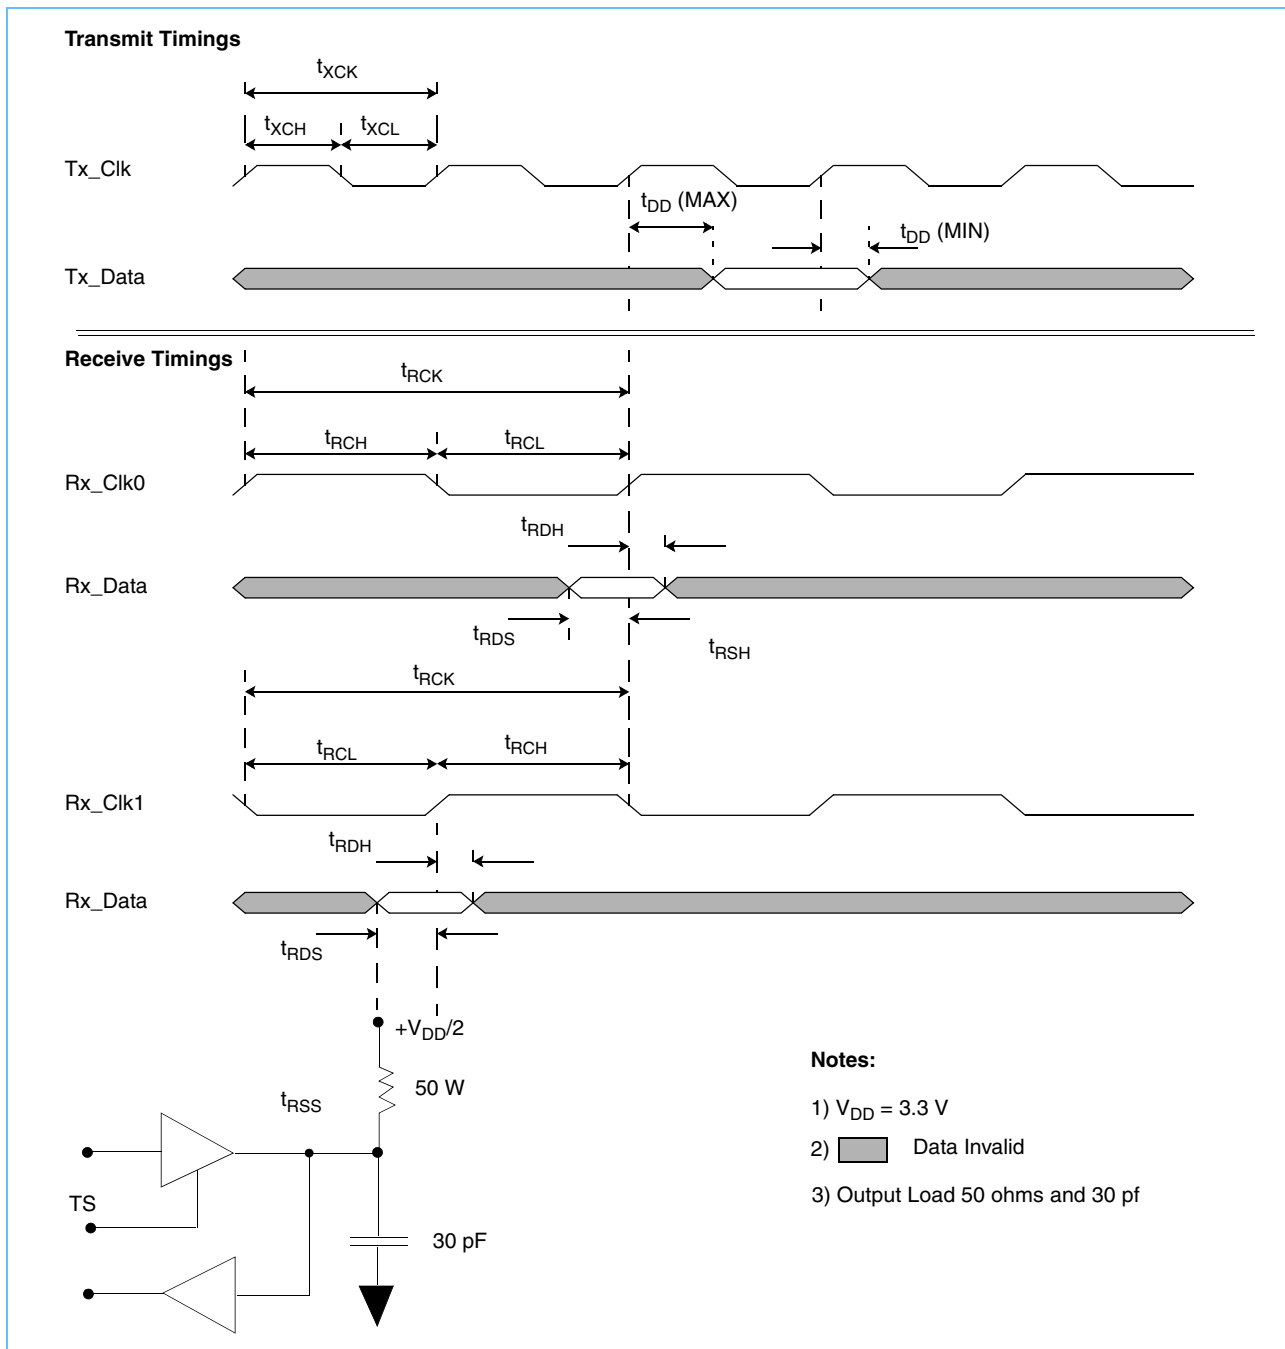 Transmit Timings
tXCK
tXCH tXCL
Tx_Clk
tDD (MAX)
tDD (MIN)
Tx_Data
Receive Timings
tRCK
tRCH tRCL
Rx_Clk0
tRDH
Rx_Data
tRDS tRSH
tRCK
tRCL tRCH
Rx_Clk1
tRDH
Rx_Data
tRDS
+VDD/2
50 W
tRSS
TS
30 pF
Notes:
1) VDD = 3.3 V
2) Data Invalid
3) Output Load 50 ohms and 30 pf